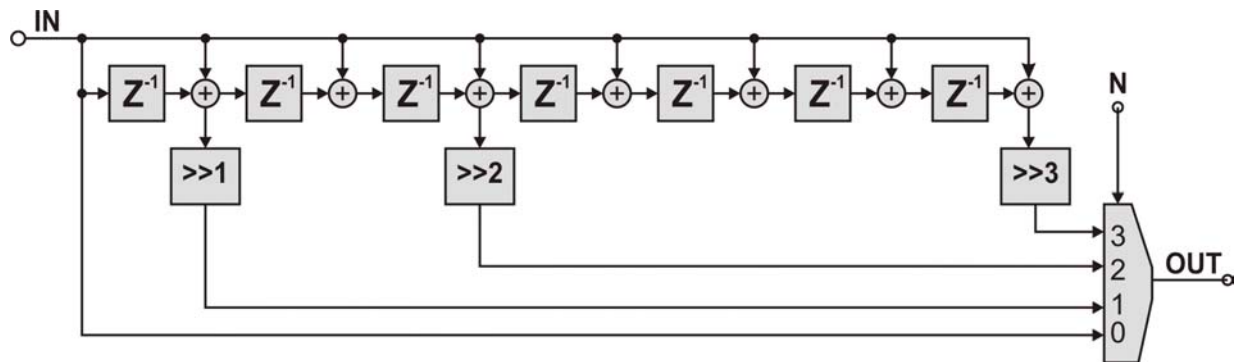 IN
Z-1 Z-1 Z-1 Z-1 Z-1 Z-1 Z-1
+ + + + + + +
N
>>1 >>2 >>3
3
2
OUT
1
0